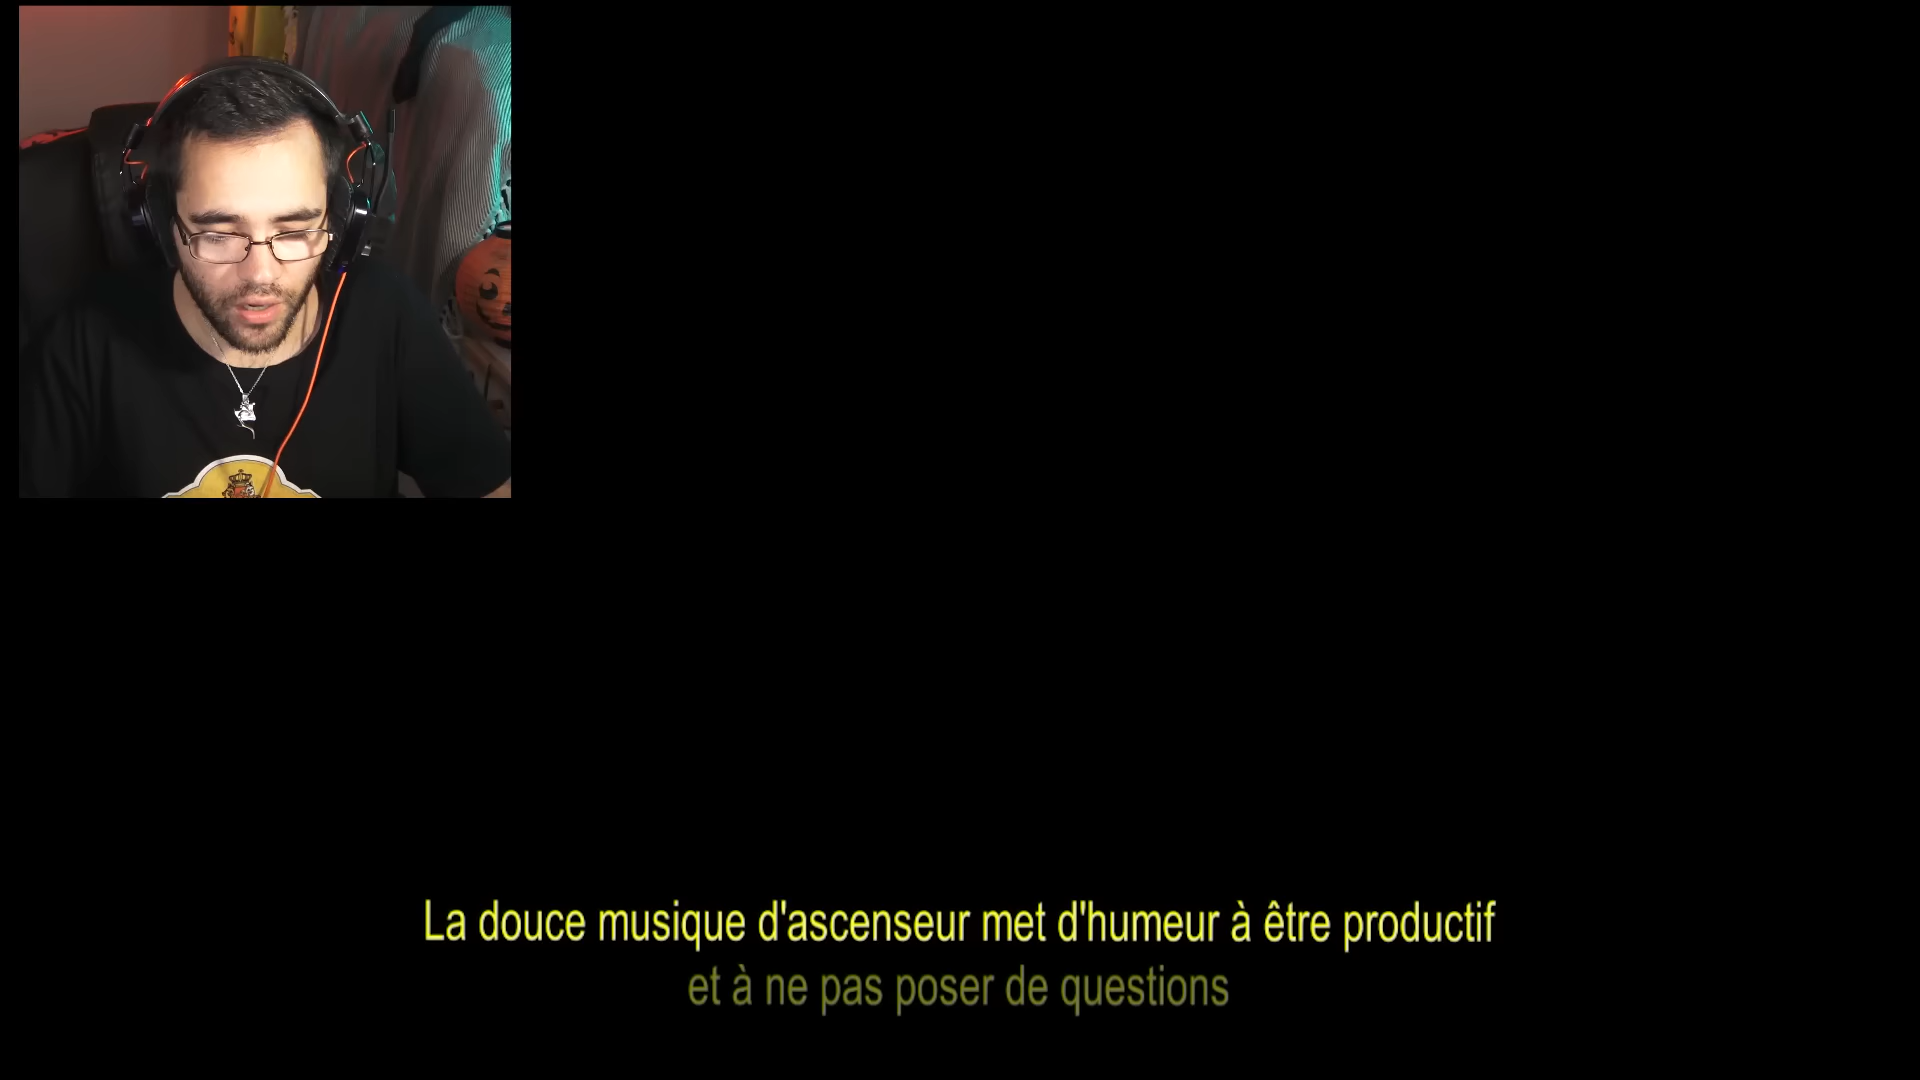 La douce musique d'ascenseur met d'humeur à être productif
et à ne pas poser de questions